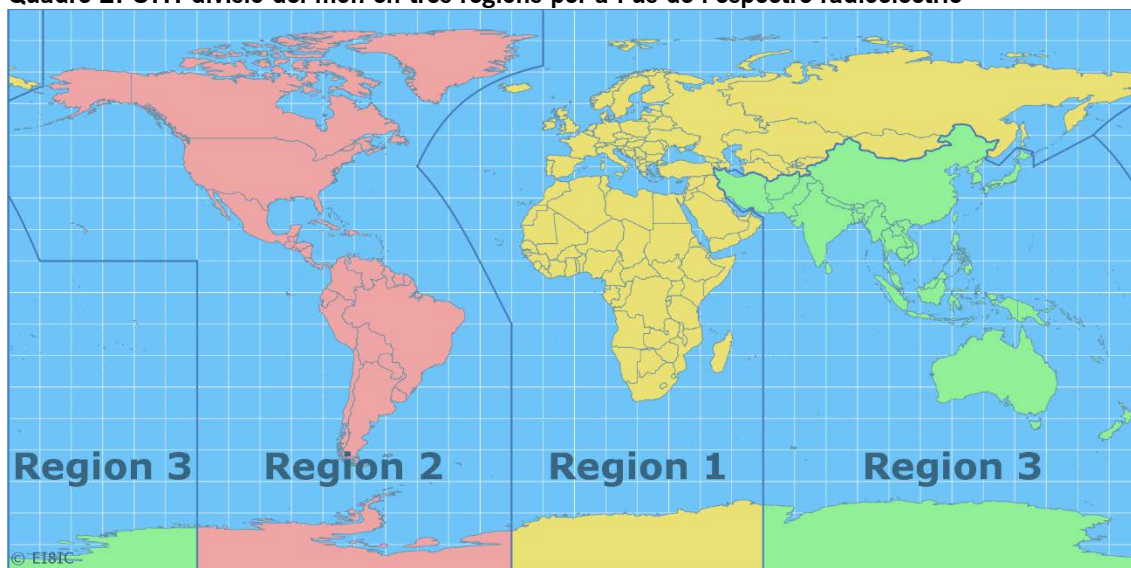 Quadre 2. UIT: divisió del món en tres regions per a l'ús de l'espectre radioelèctric
Region 3 Region 2 Region 1 Region 3
© EI8IC